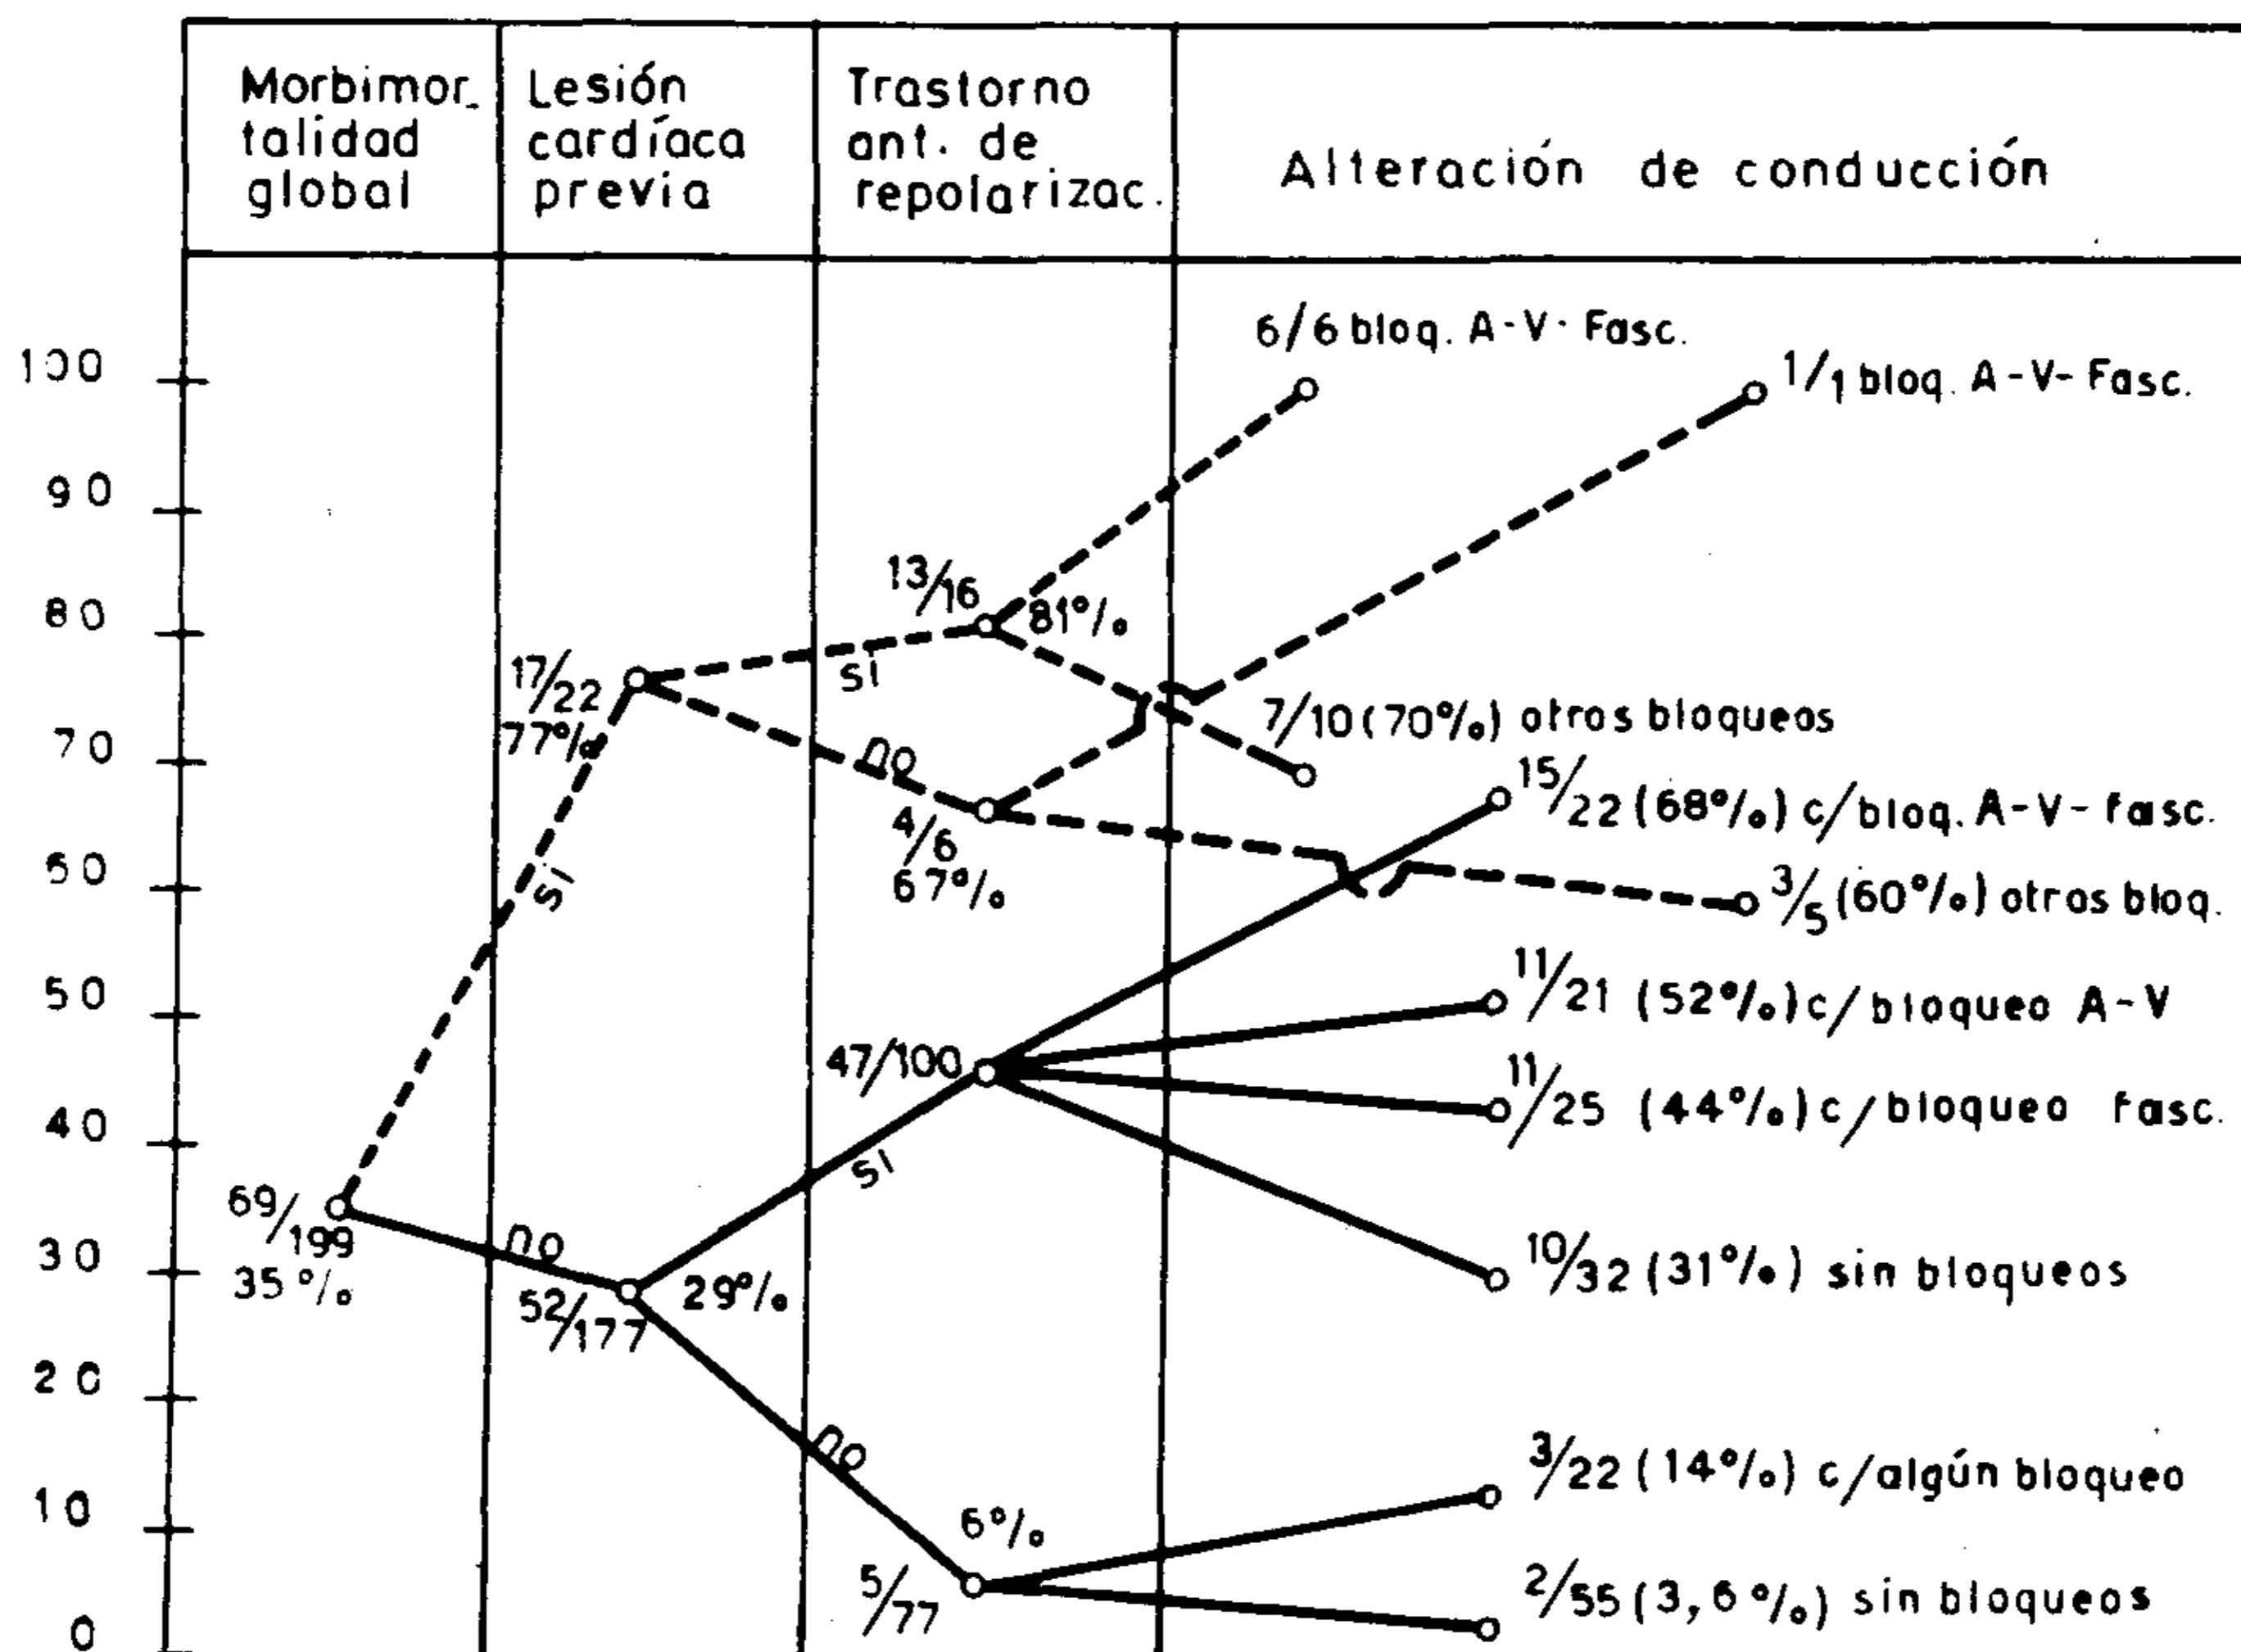 Morbimor_
talidad
global
Lesión
cardíaca
previa
Trastorno
ant. de
repolarizac.
Alteración de conducción
100
90
80
70
60
50
40
30
20
10
0
69/199
35%
si
no
17/22
77%
52/177
29%
si
no
si
no
13/16
81%
4/6
67%
47/100
6%
5/77
6/6 bloq. A-V- Fasc.
1/1 bloq. A-V- Fasc.
7/10 (70%) otros bloqueos
15/22 (68%) c/bloq. A-V- fasc.
3/5 (60%) otros bloq.
11/21 (52%) c/bloqueo A-V
11/25 (44%) c/bloqueo fasc.
10/32 (31%) sin bloqueos
3/22 (14%) c/algún bloqueo
2/55 (3,6%) sin bloqueos